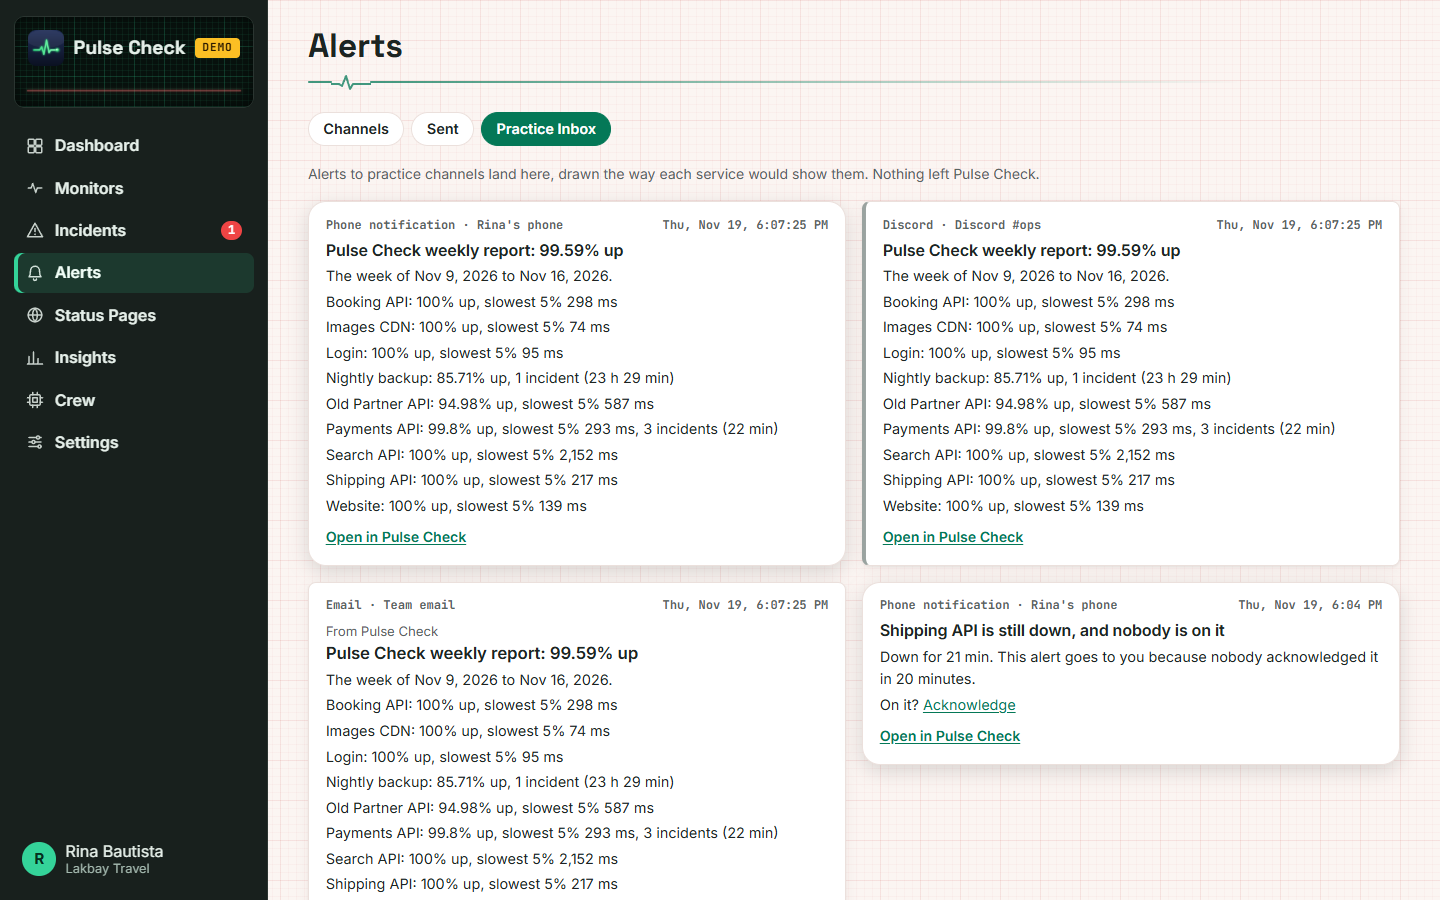 Pulse Check DEMO
Dashboard
Monitors
Incidents 1
Alerts
Status Pages
Insights
Crew
Settings
R
Rina Bautista
Lakbay Travel
Alerts
Channels Sent Practice Inbox
Alerts to practice channels land here, drawn the way each service would show them. Nothing left Pulse Check.
Phone notification · Rina's phone Thu, Nov 19, 6:07:25 PM
Pulse Check weekly report: 99.59% up
The week of Nov 9, 2026 to Nov 16, 2026.
Booking API: 100% up, slowest 5% 298 ms
Images CDN: 100% up, slowest 5% 74 ms
Login: 100% up, slowest 5% 95 ms
Nightly backup: 85.71% up, 1 incident (23 h 29 min)
Old Partner API: 94.98% up, slowest 5% 587 ms
Payments API: 99.8% up, slowest 5% 293 ms, 3 incidents (22 min)
Search API: 100% up, slowest 5% 2,152 ms
Shipping API: 100% up, slowest 5% 217 ms
Website: 100% up, slowest 5% 139 ms
Open in Pulse Check
Discord · Discord #ops Thu, Nov 19, 6:07:25 PM
Pulse Check weekly report: 99.59% up
The week of Nov 9, 2026 to Nov 16, 2026.
Booking API: 100% up, slowest 5% 298 ms
Images CDN: 100% up, slowest 5% 74 ms
Login: 100% up, slowest 5% 95 ms
Nightly backup: 85.71% up, 1 incident (23 h 29 min)
Old Partner API: 94.98% up, slowest 5% 587 ms
Payments API: 99.8% up, slowest 5% 293 ms, 3 incidents (22 min)
Search API: 100% up, slowest 5% 2,152 ms
Shipping API: 100% up, slowest 5% 217 ms
Website: 100% up, slowest 5% 139 ms
Open in Pulse Check
Email · Team email Thu, Nov 19, 6:07:25 PM
From Pulse Check
Pulse Check weekly report: 99.59% up
The week of Nov 9, 2026 to Nov 16, 2026.
Booking API: 100% up, slowest 5% 298 ms
Images CDN: 100% up, slowest 5% 74 ms
Login: 100% up, slowest 5% 95 ms
Nightly backup: 85.71% up, 1 incident (23 h 29 min)
Old Partner API: 94.98% up, slowest 5% 587 ms
Payments API: 99.8% up, slowest 5% 293 ms, 3 incidents (22 min)
Search API: 100% up, slowest 5% 2,152 ms
Shipping API: 100% up, slowest 5% 217 ms
Phone notification · Rina's phone Thu, Nov 19, 6:04 PM
Shipping API is still down, and nobody is on it
Down for 21 min. This alert goes to you because nobody acknowledged it
in 20 minutes.
On it? Acknowledge
Open in Pulse Check